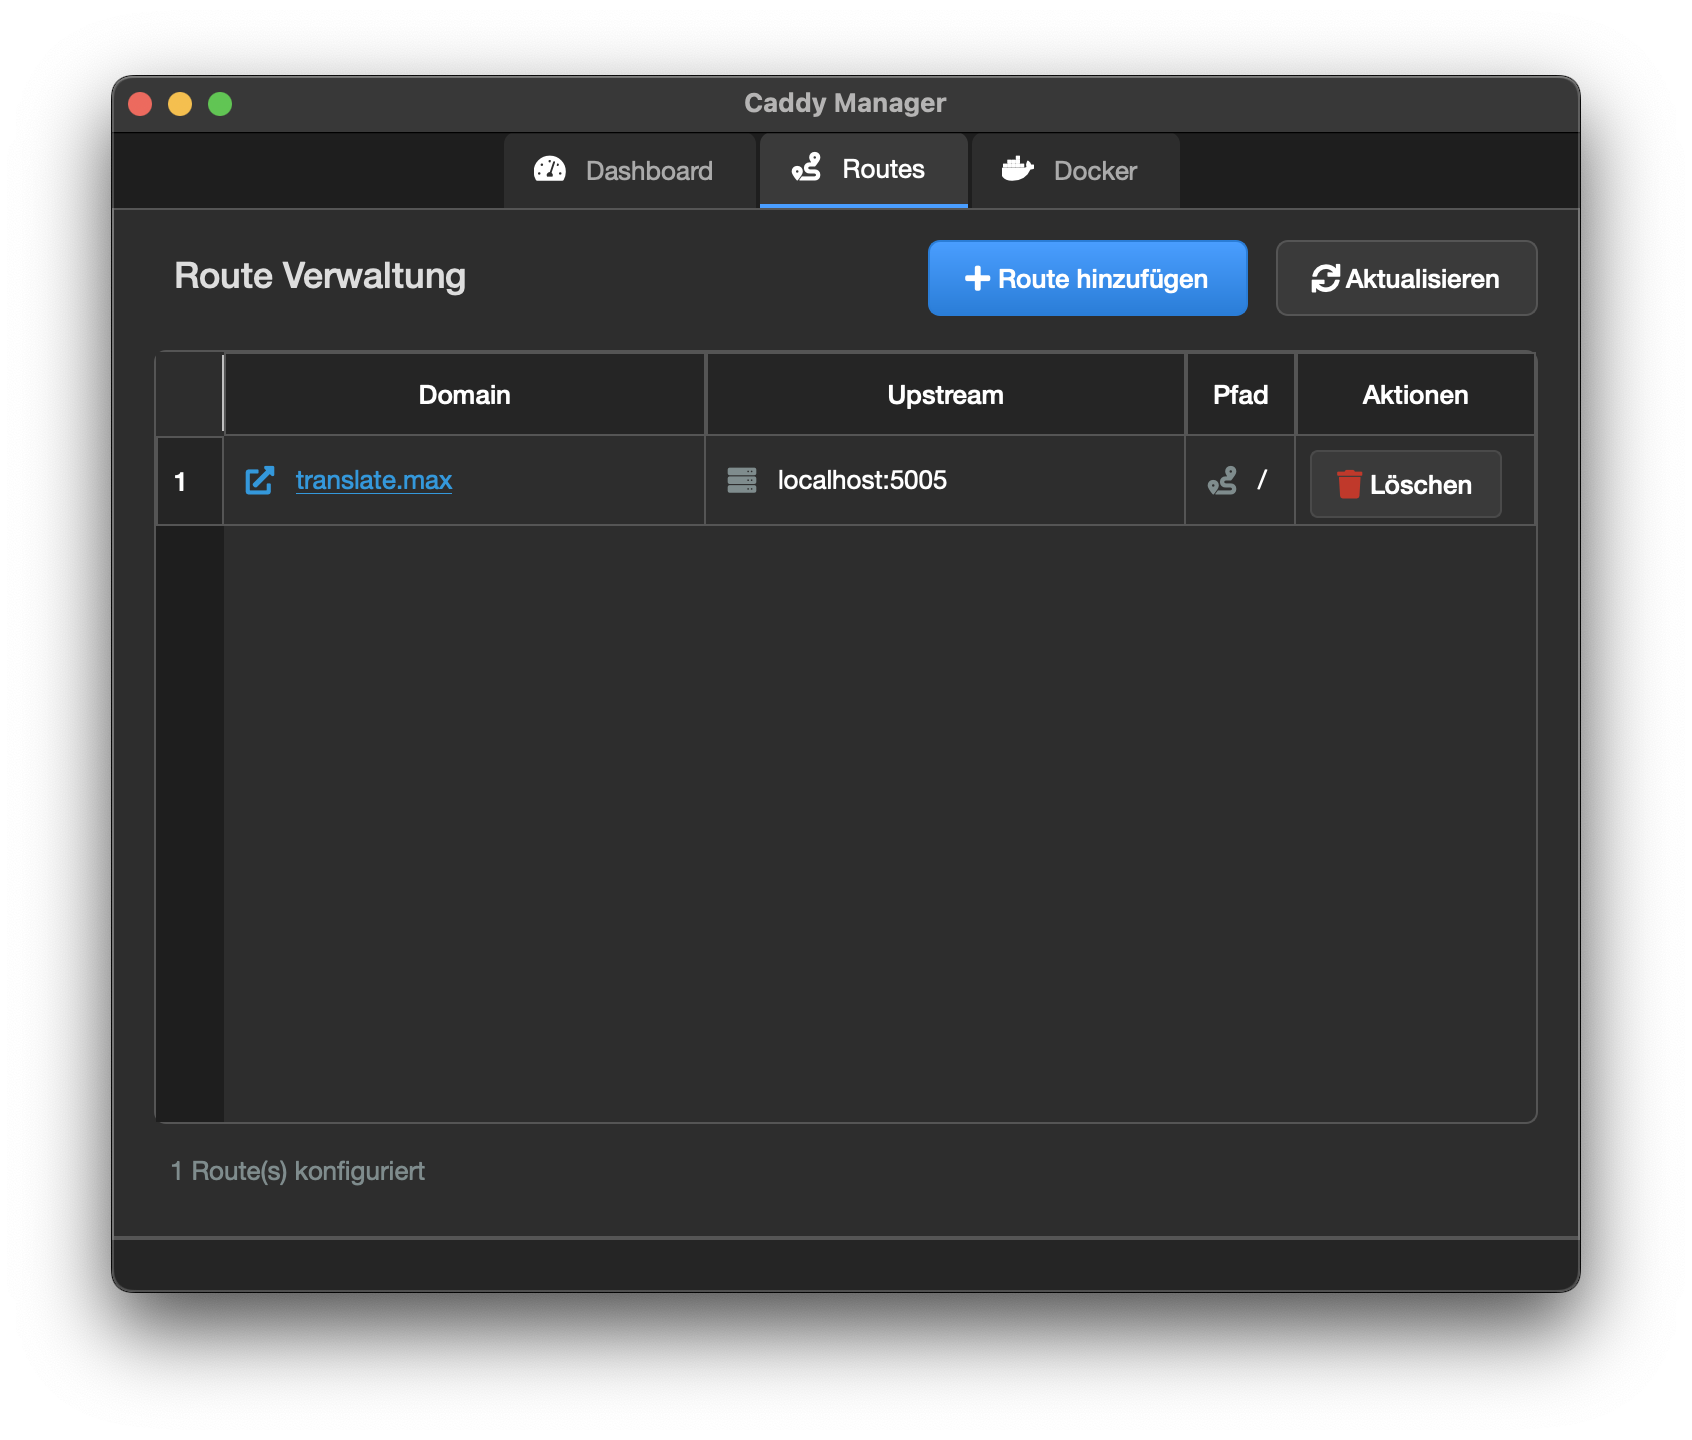 Caddy Manager
Dashboard Routes Docker
Route Verwaltung Route hinzufügen Aktualisieren
Domain Upstream Pfad Aktionen
1 translate.max localhost:5005 / Löschen
1 Route(s) konfiguriert